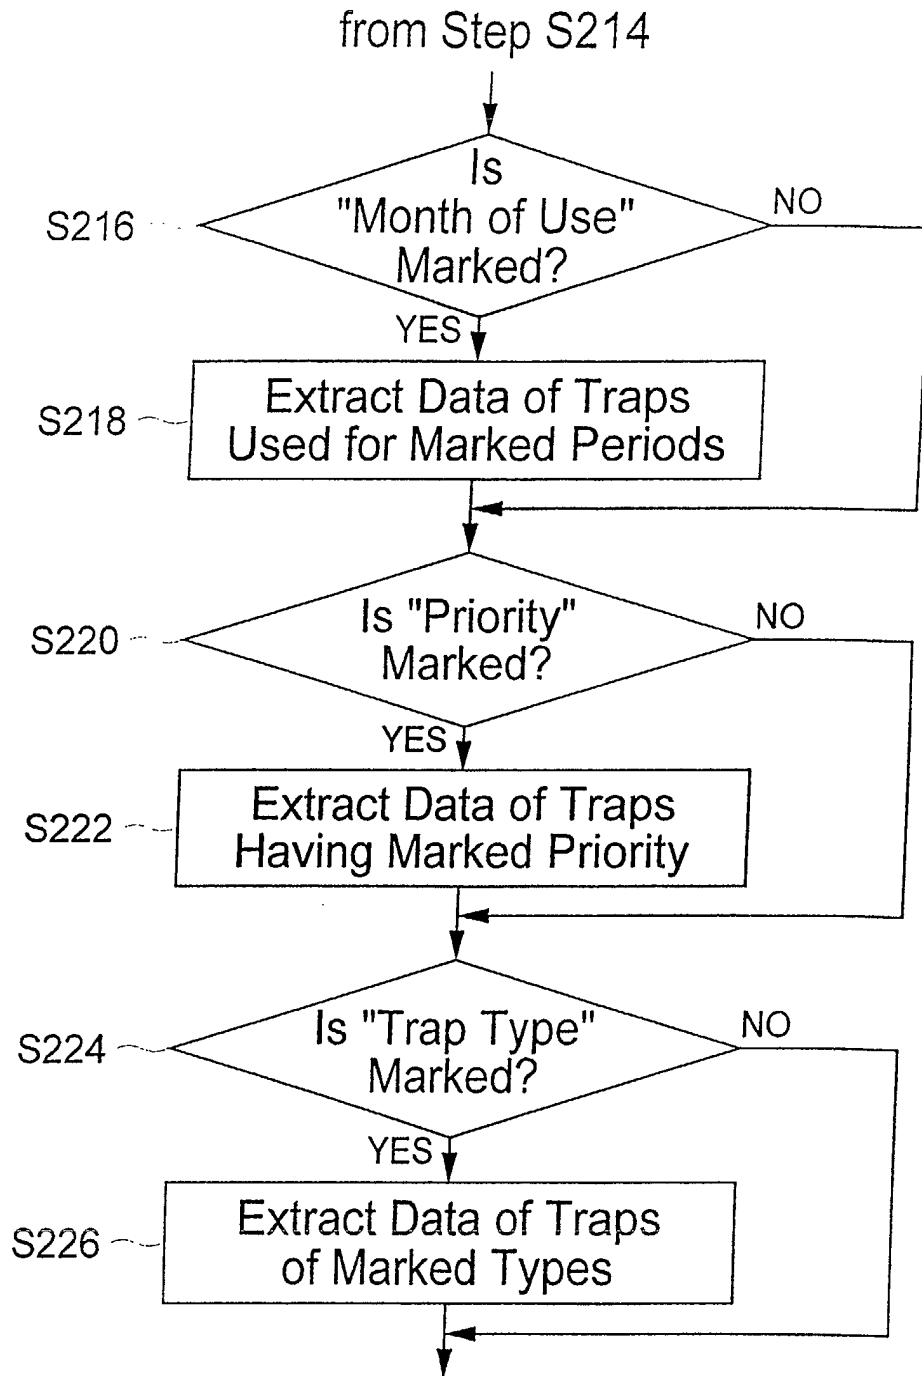 from Step S214
Is
"Month of Use"
Marked?
NO
S216
YES
Extract Data of Traps
Used for Marked Periods
S218
Is "Priority"
Marked?
NO
S220
YES
Extract Data of Traps
Having Marked Priority
S222
Is "Trap Type"
Marked?
NO
S224
YES
Extract Data of Traps
of Marked Types
S226